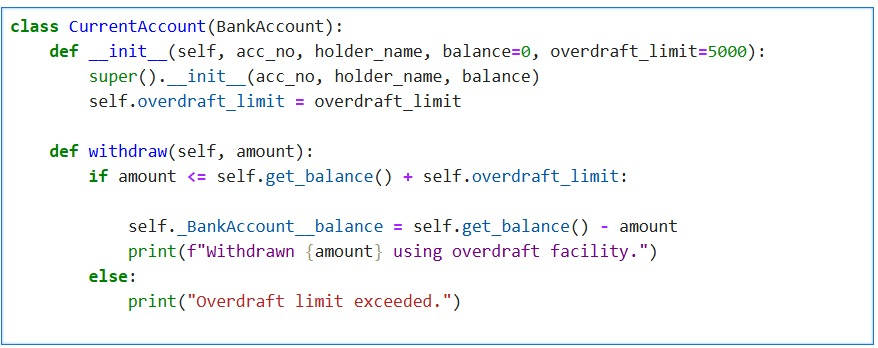 class CurrentAccount(BankAccount):
    def __init__(self, acc_no, holder_name, balance=0, overdraft_limit=5000):
        super().__init__(acc_no, holder_name, balance)
        self.overdraft_limit = overdraft_limit

    def withdraw(self, amount):
        if amount <= self.get_balance() + self.overdraft_limit:

            self._BankAccount__balance = self.get_balance() - amount
            print(f"Withdrawn {amount} using overdraft facility.")
        else:
            print("Overdraft limit exceeded.")